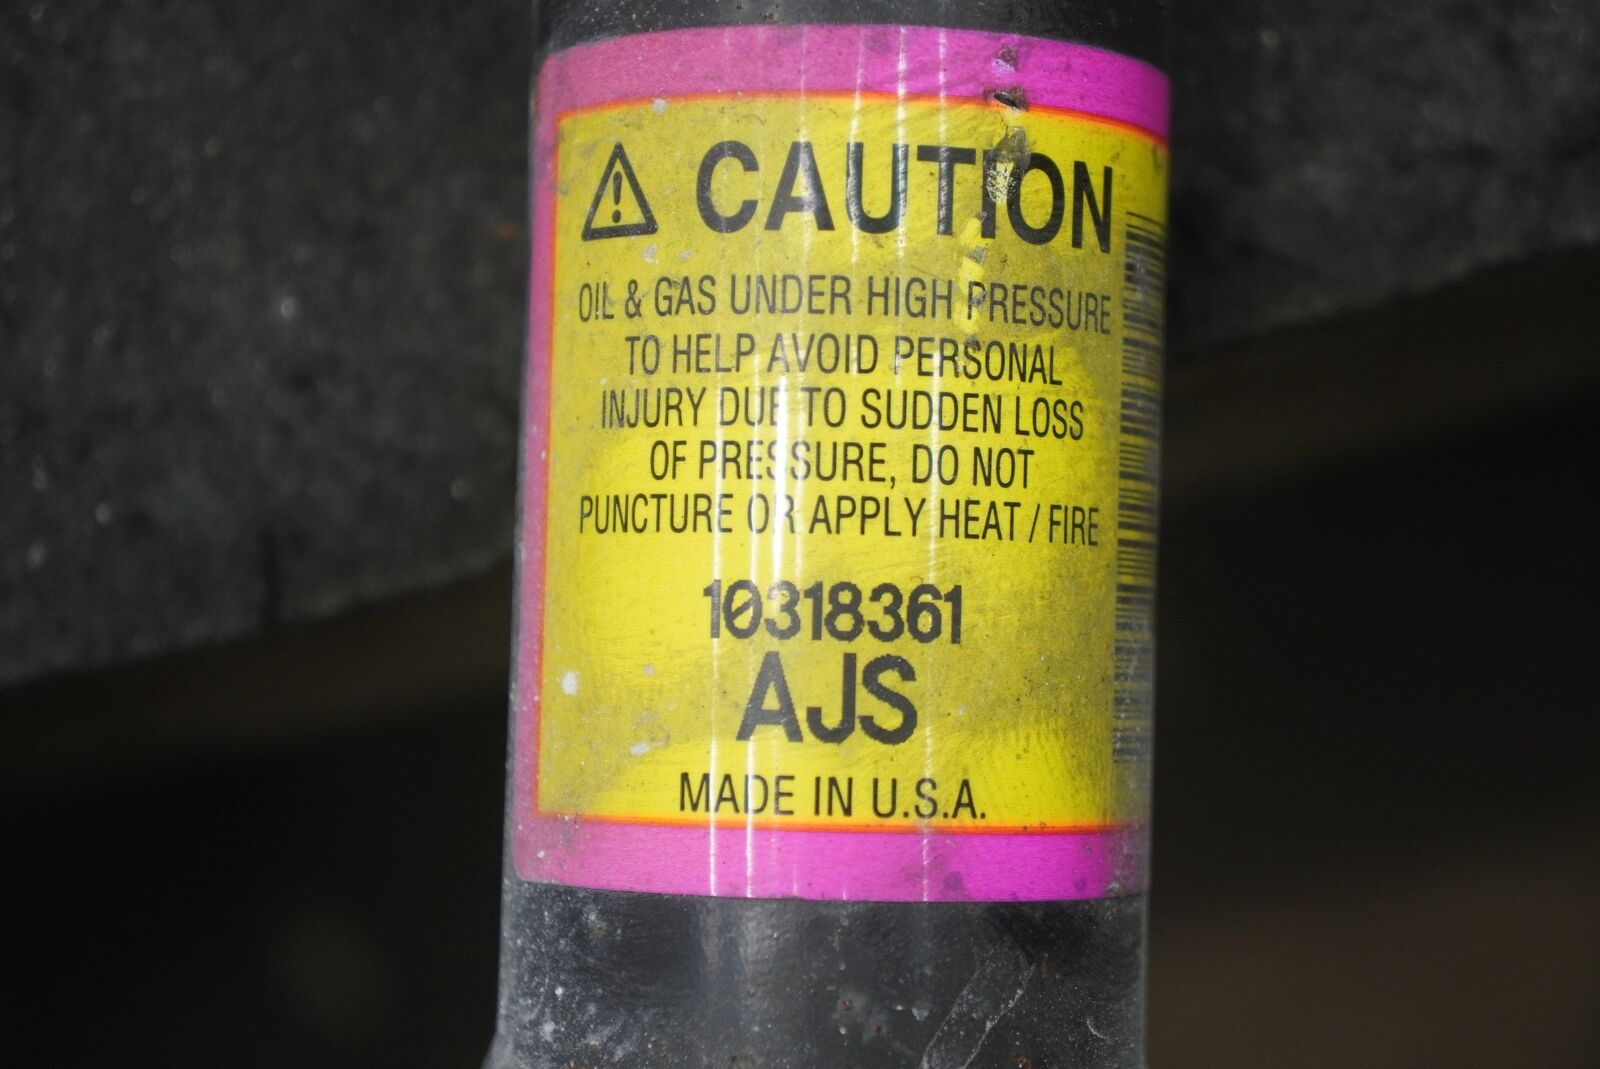 CAUTION
OIL & GAS UNDER HIGH PRESSURE
TO HELP AVOID PERSONAL
INJURY DUE TO SUDDEN LOSS
OF PRESSURE, DO NOT
PUNCTURE OR APPLY HEAT / FIRE
10318361
AJS
MADE IN U.S.A.